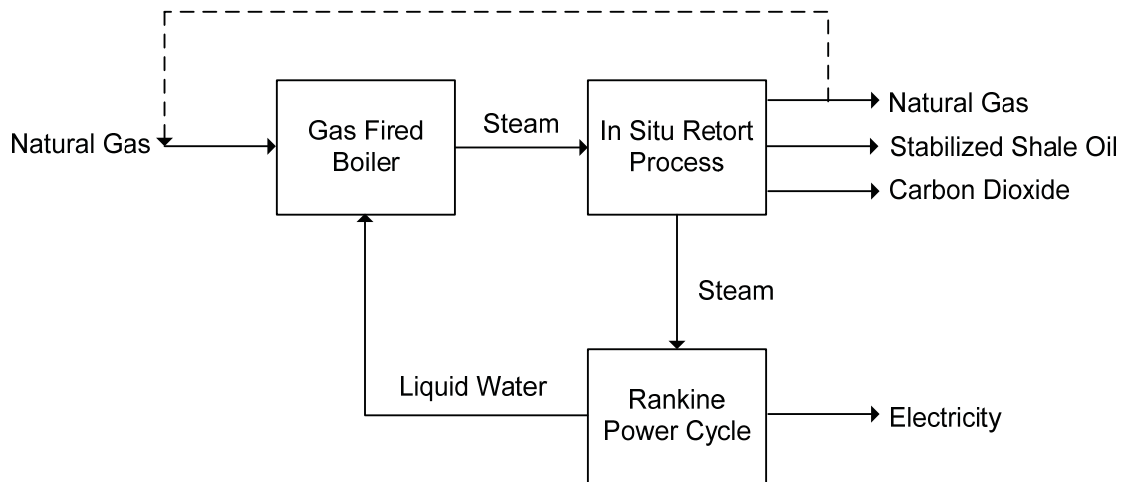 Natural Gas
Gas Fired
Boiler
Steam
In Situ Retort
Process
Natural Gas
Stabilized Shale Oil
Carbon Dioxide
Steam
Liquid Water
Rankine
Power Cycle
Electricity